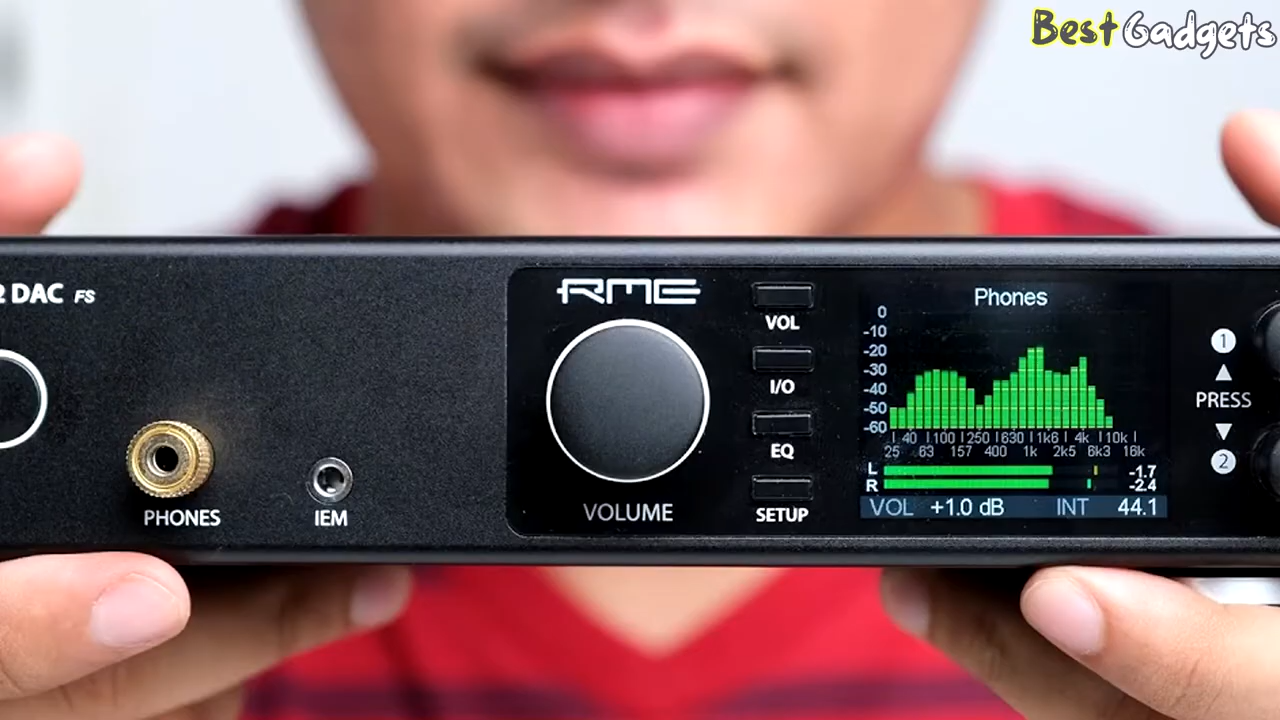 BestGadgets
2 DAC FS
RME
VOL
I/O
EQ
SETUP
VOLUME
PHONES
IEM
Phones
0
-10
-20
-30
-40
-50
-60
40 100 250 630 1k6 4k 10k
25 63 157 400 1k 2k5 6k3 16k
L -1.7
R -2.4
VOL +1.0 dB INT 44.1
1
PRESS
2